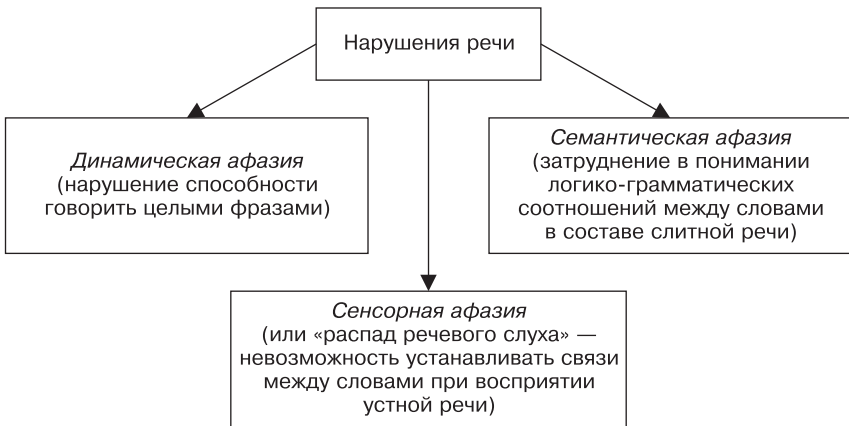 Нарушения речи
Динамическая афазия
(нарушение способности
говорить целыми фразами)
Семантическая афазия
(затруднение в понимании
логико-грамматических
соотношений между словами
в составе слитной речи)
Сенсорная афазия
(или «распад речевого слуха» —
невозможность устанавливать связи
между словами при восприятии
устной речи)